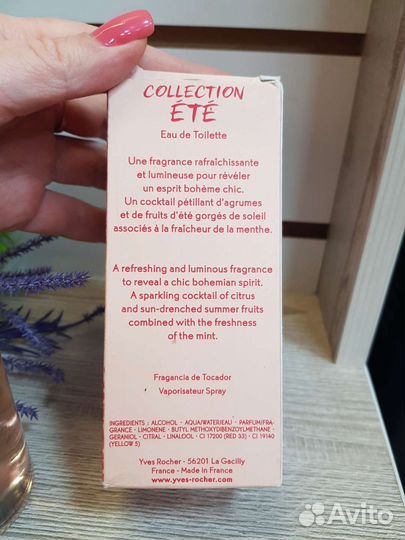 COLLECTION
ÉTÉ
Eau de Toilette
Une fragrance rafraîchissante
et lumineuse pour révéler
un esprit bohème chic.
Un cocktail pétillant d'agrumes
et de fruits d'été gorgés de soleil
associés à la fraîcheur de la menthe.
A refreshing and luminous fragrance
to reveal a chic bohemian spirit.
A sparkling cocktail of citrus
and sun-drenched summer fruits
combined with the freshness
of the mint.
Fragancia de Tocador
Vaporisateur Spray
INGREDIENTS : ALCOHOL - AQUA/WATER/EAU - PARFUM/FRA-
GRANCE - LIMONENE - BUTYL METHOXYDIBENZOYLMETHANE -
GERANIOL - CITRAL - LINALOOL - CI 17200 (RED 33) - CI 19140
(YELLOW 5)
Yves Rocher - 56201 La Gacilly
France - Made in France
www.yves-rocher.com
Avito